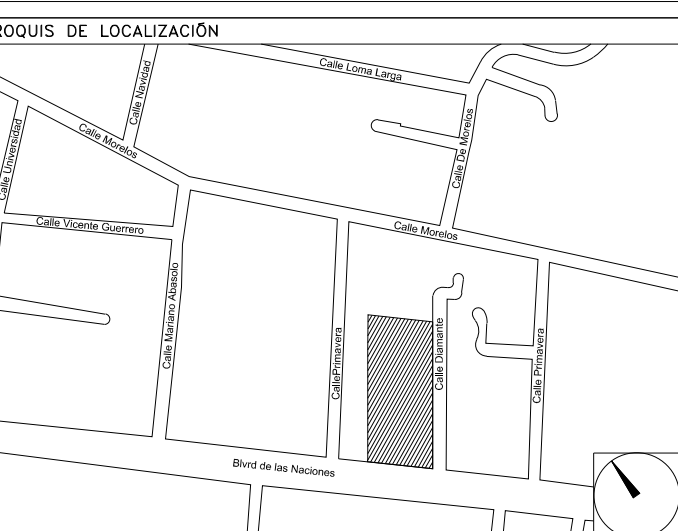 ROQUIS DE LOCALIZACIÓN
Calle Loma Larga
Calle Navidad
Calle Morelos
Calle De Morelos
Calle Universidad
Calle Vicente Guerrero
Calle Morelos
Calle Mariano Abasolo
CallePrimavera
Calle Diamante
Calle Primavera
Blvrd de las Naciones